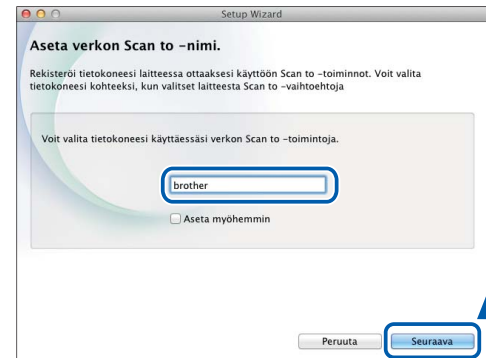 Setup Wizard
Aseta verkon Scan to –nimi.
Rekisteröi tietokoneesi laitteessa ottaaksesi käyttöön Scan to –toiminnot. Voit valita
tietokoneesi kohteeksi, kun valitset laitteesta Scan to –vaihtoehtoja
Voit valita tietokoneesi käyttäessäsi verkon Scan to –toimintoja.
brother
Aseta myöhemmin
Peruuta Seuraava